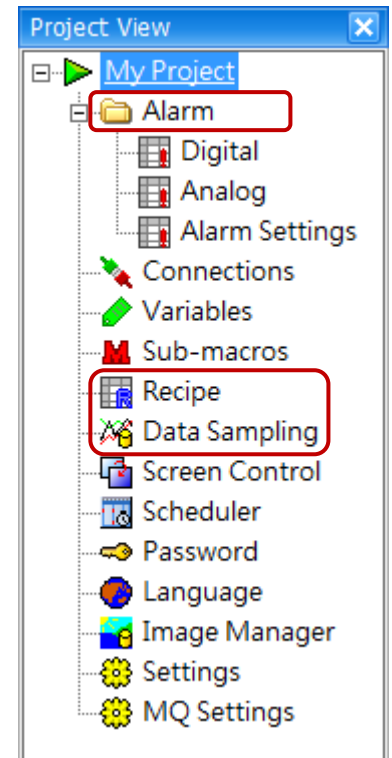 Project View
My Project
Alarm
Digital
Analog
Alarm Settings
Connections
Variables
Sub-macros
Recipe
Data Sampling
Screen Control
Scheduler
Password
Language
Image Manager
Settings
MQ Settings